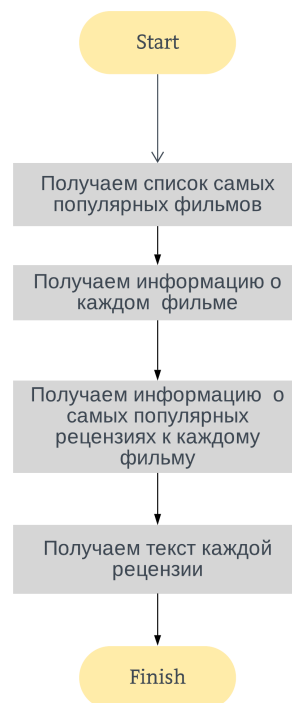 Start
Получаем список самых
популярных фильмов
Получаем информацию о
каждом фильме
Получаем информацию о
самых популярных
рецензиях к каждому
фильму
Получаем текст каждой
рецензии
Finish